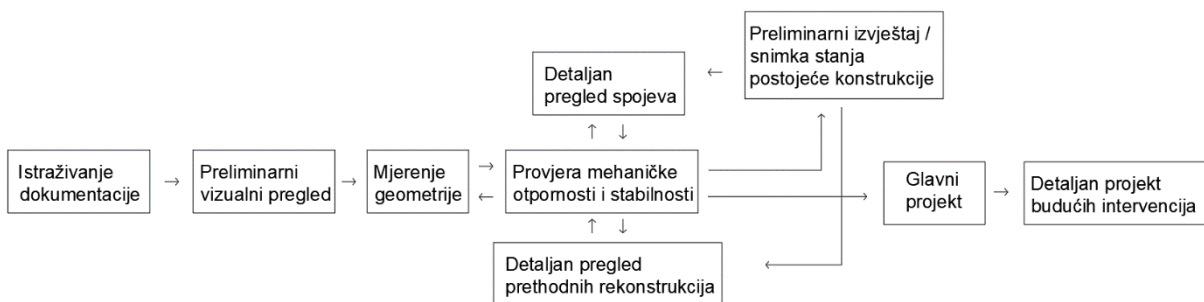 Preliminarni izvještaj /
snimka stanja
postojeće konstrukcije
Detaljan
pregled spojeva
Istraživanje
dokumentacije
Preliminarni
vizualni pregled
Mjerenje
geometrije
Provjera mehaničke
otpornosti i stabilnosti
Glavni
projekt
Detaljan projekt
budućih intervencija
Detaljan pregled
prethodnih rekonstrukcija